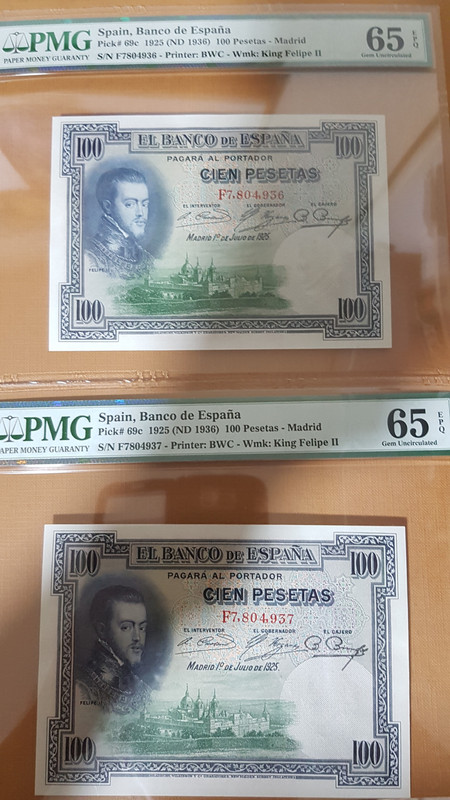 PMG
PAPER MONEY GUARANTY
Spain, Banco de España
Pick# 69c 1925 (ND 1936) 100 Pesetas - Madrid
S/N F7804936 - Printer: BWC - Wmk: King Felipe II
65 EPQ
Gem Uncirculated
100 EL BANCO DE ESPAÑA 100
PAGARÁ AL PORTADOR
CIEN PESETAS
F7,804,936
EL INTERVENTOR EL GOBERNADOR EL CAJERO
MADRID 1º DE JULIO DE 1925.
FELIPE II
100 100
PMG
PAPER MONEY GUARANTY
Spain, Banco de España
Pick# 69c 1925 (ND 1936) 100 Pesetas - Madrid
S/N F7804937 - Printer: BWC - Wmk: King Felipe II
65 EPQ
Gem Uncirculated
100 EL BANCO DE ESPAÑA 100
PAGARÁ AL PORTADOR
CIEN PESETAS
F7,804,937
EL INTERVENTOR EL GOBERNADOR EL CAJERO
MADRID 1º DE JULIO DE 1925.
FELIPE II
100 100